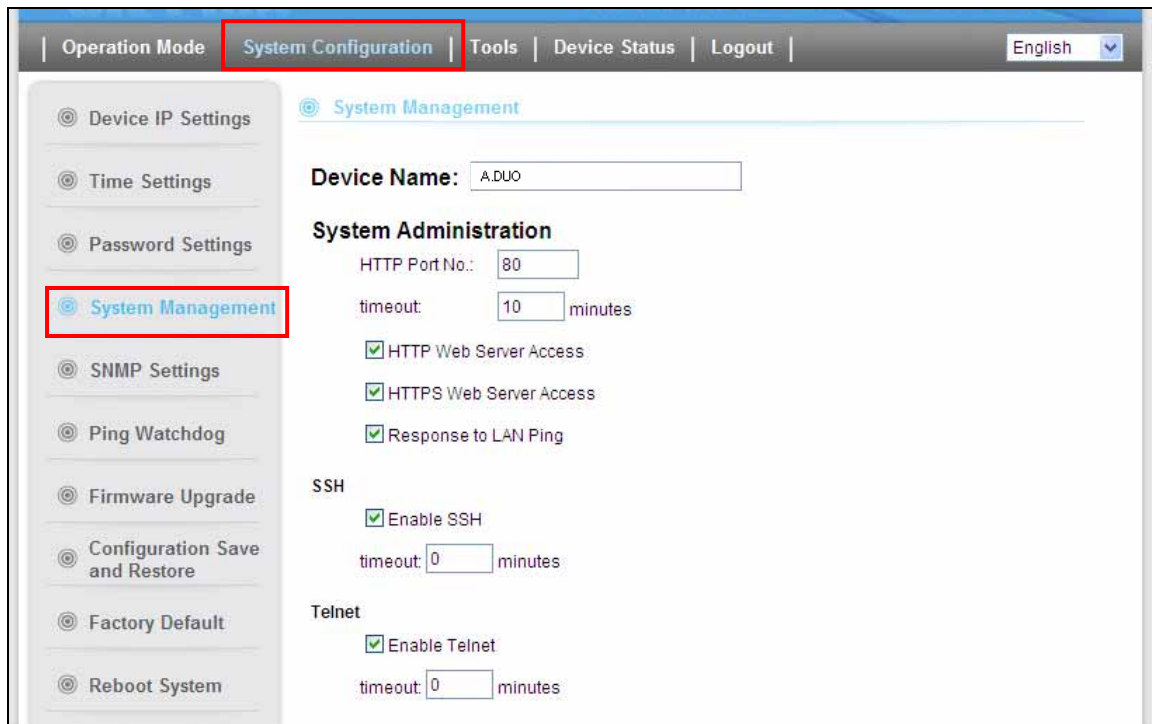 Operation Mode | System Configuration | Tools | Device Status | Logout | English
Device IP Settings
Time Settings
Password Settings
System Management
SNMP Settings
Ping Watchdog
Firmware Upgrade
Configuration Save
and Restore
Factory Default
Reboot System
System Management
Device Name: A.DUO
System Administration
HTTP Port No.: 80
timeout: 10 minutes
HTTP Web Server Access
HTTPS Web Server Access
Response to LAN Ping
SSH
Enable SSH
timeout: 0 minutes
Telnet
Enable Telnet
timeout: 0 minutes